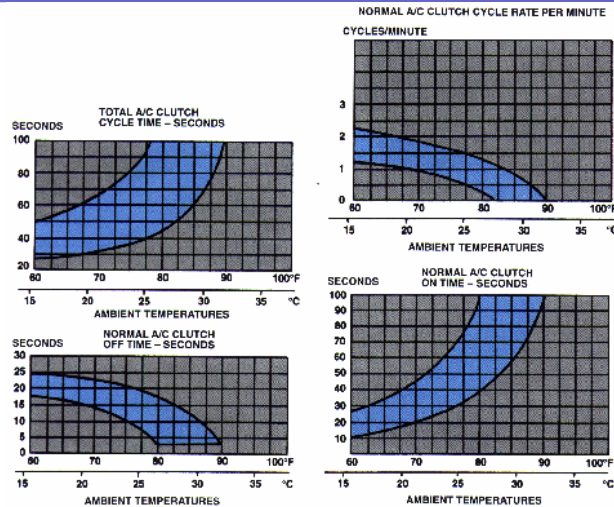 NORMAL A/C CLUTCH CYCLE RATE PER MINUTE
CYCLES/MINUTE
3
2
1
0
60 70 80 90 100°F
15 20 25 30 35 °C
AMBIENT TEMPERATURES
TOTAL A/C CLUTCH
CYCLE TIME – SECONDS
SECONDS
100
80
60
40
20
60 70 80 90 100°F
15 20 25 30 35 °C
AMBIENT TEMPERATURES
NORMAL A/C CLUTCH
OFF TIME – SECONDS
SECONDS
30
25
20
15
10
5
0
60 70 80 90 100°F
15 20 25 30 35 °C
AMBIENT TEMPERATURES
NORMAL A/C CLUTCH
ON TIME – SECONDS
SECONDS
100
90
80
70
60
50
40
30
20
10
60 70 80 90 100°F
15 20 25 30 35 °C
AMBIENT TEMPERATURES